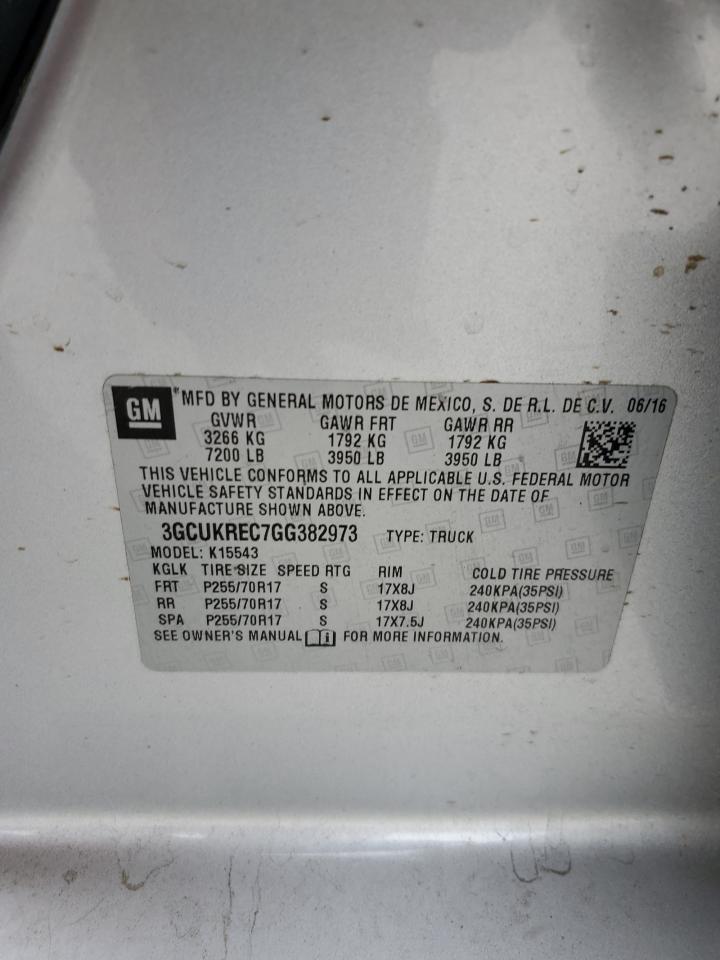 GM
*MFD BY GENERAL MOTORS DE MEXICO, S. DE R.L. DE C.V. 06/16
GVWR GAWR FRT GAWR RR
3266 KG 1792 KG 1792 KG
7200 LB 3950 LB 3950 LB
THIS VEHICLE CONFORMS TO ALL APPLICABLE U.S. FEDERAL MOTOR
VEHICLE SAFETY STANDARDS IN EFFECT ON THE DATE OF
MANUFACTURE SHOWN ABOVE.
3GCUKREC7GG382973 TYPE: TRUCK
MODEL: K15543
KGLK TIRE SIZE SPEED RTG RIM COLD TIRE PRESSURE
FRT P255/70R17 S 17X8J 240KPA(35PSI)
RR P255/70R17 S 17X8J 240KPA(35PSI)
SPA P255/70R17 S 17X7.5J 240KPA(35PSI)
SEE OWNER'S MANUAL FOR MORE INFORMATION.